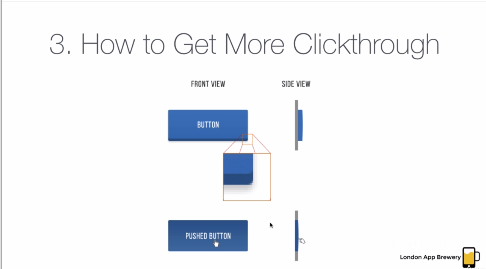 3. How to Get More Clickthrough
FRONT VIEW
SIDE VIEW
BUTTON
PUSHED BUTTON
London App Brewery